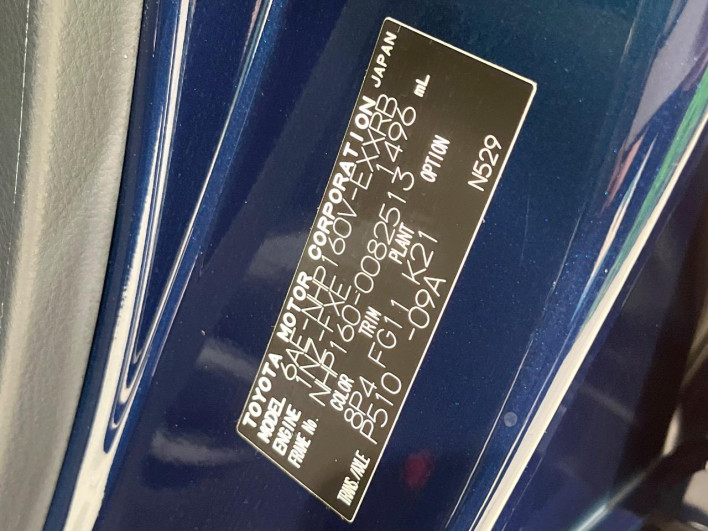 TOYOTA MOTOR CORPORATION JAPAN
MODEL 6AE-NHP160V-EXXRB
ENGINE 1NZ-FXE 1496 mL
FRAME No. NHP160-0082513
COLOR TRIM PLANT OPTION
8P4 FG11 K21
TRANS./AXLE P510 -09A N529